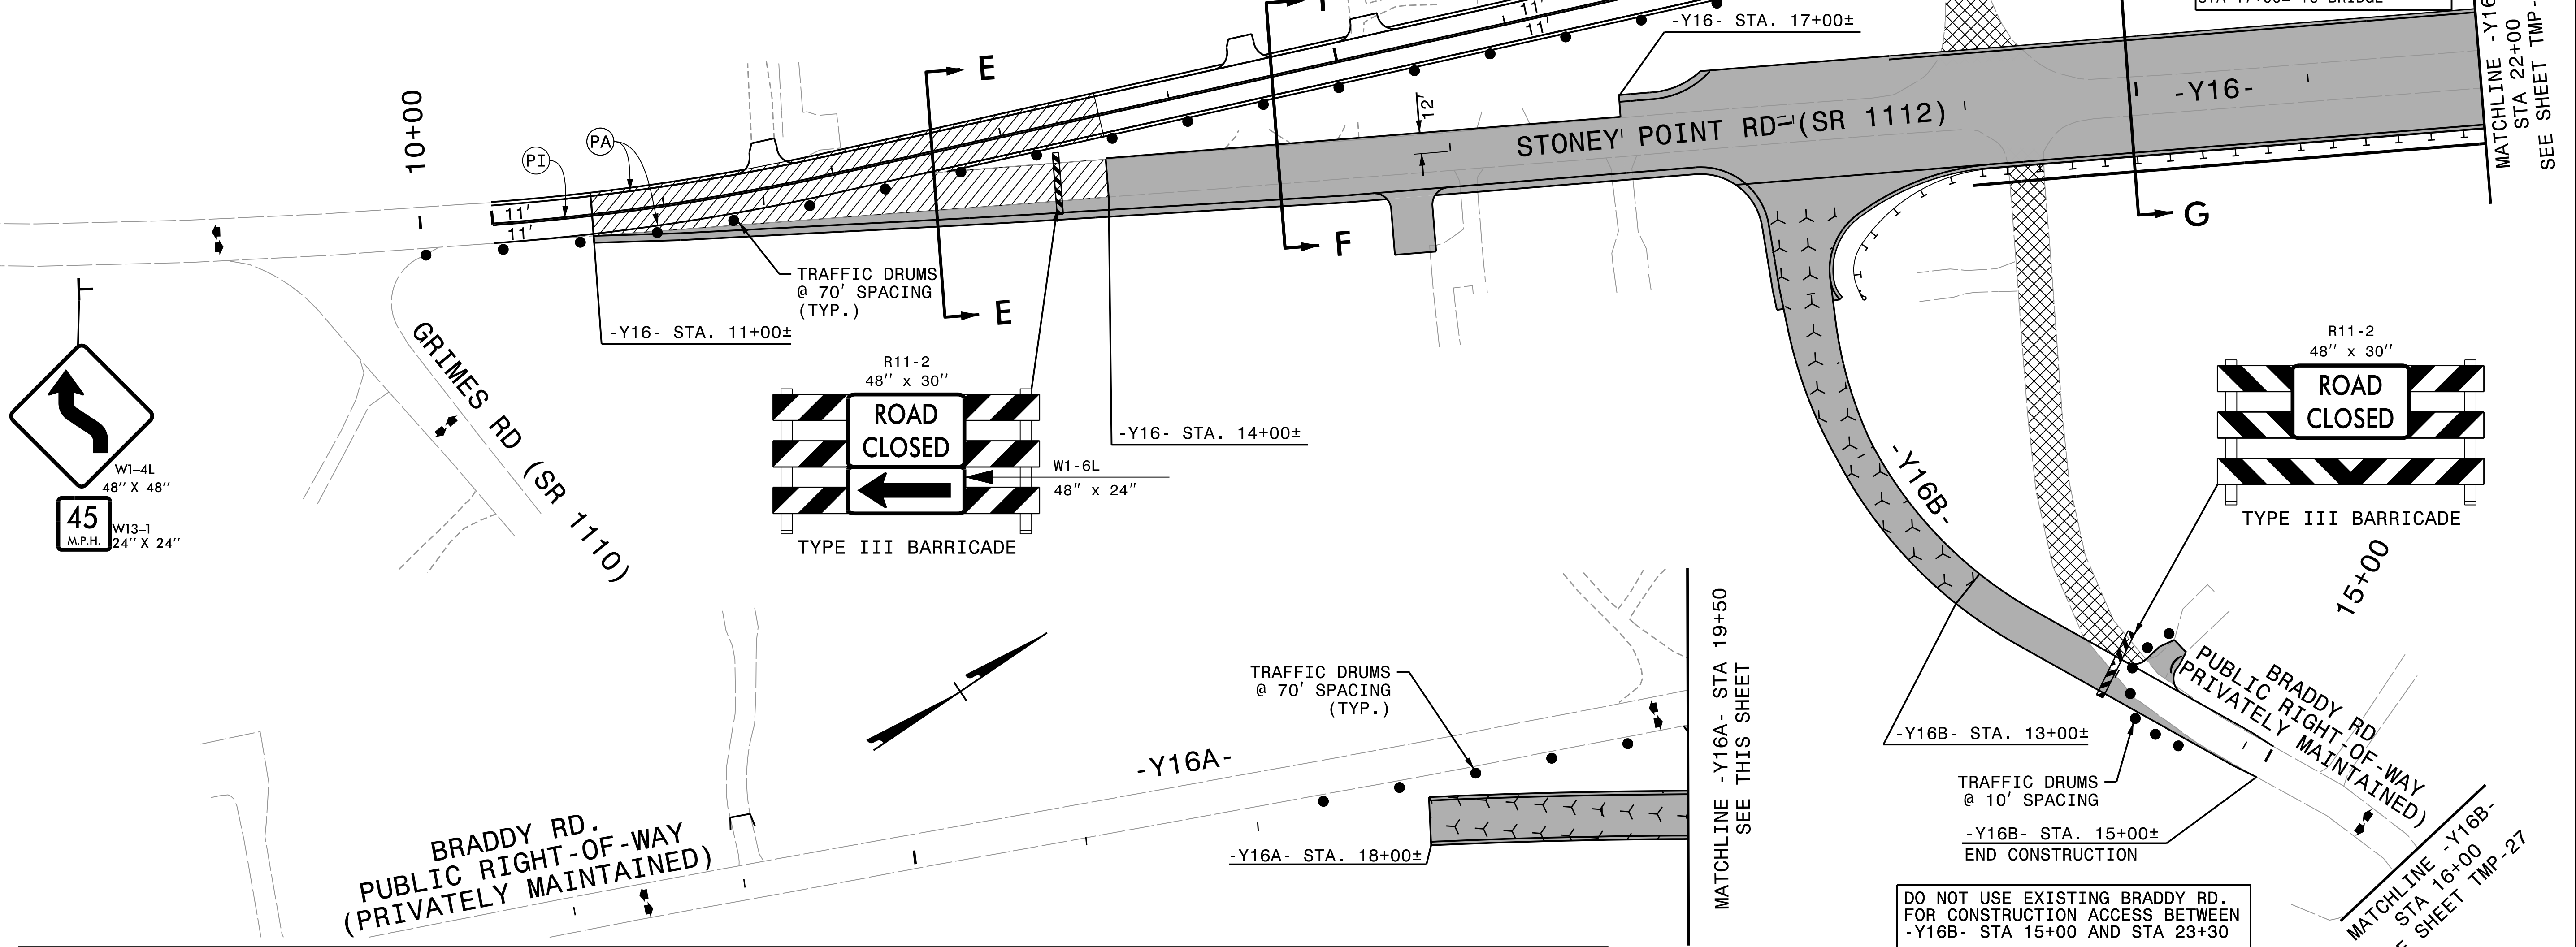 -Y16- STA. 17+00±
MATCHLINE -Y16
STA 22+00
SEE SHEET TMP-
11'
11'
12'
E
10+00
PI
PA
11'
11'
STONEY POINT RD (SR 1112)
-Y16-
G
F
E
TRAFFIC DRUMS
@ 70' SPACING
(TYP.)
-Y16- STA. 11+00±
GRIMES RD (SR 1110)
W1-4L
48" X 48"
45
M.P.H.
W13-1
24" X 24"
R11-2
48" x 30"
ROAD
CLOSED
W1-6L
48" x 24"
TYPE III BARRICADE
-Y16- STA. 14+00±
-Y16B-
R11-2
48" x 30"
ROAD
CLOSED
TYPE III BARRICADE
15+00
BRADDY RD
PUBLIC RIGHT-OF-WAY
PRIVATELY MAINTAINED)
-Y16B- STA. 13+00±
TRAFFIC DRUMS
@ 10' SPACING
-Y16B- STA. 15+00±
END CONSTRUCTION
MATCHLINE -Y16B-
STA 16+00
SHEET TMP-27
DO NOT USE EXISTING BRADDY RD.
FOR CONSTRUCTION ACCESS BETWEEN
-Y16B- STA 15+00 AND STA 23+30
TRAFFIC DRUMS
@ 70' SPACING
(TYP.)
MATCHLINE -Y16A- STA 19+50
SEE THIS SHEET
-Y16A-
-Y16A- STA. 18+00±
BRADDY RD.
PUBLIC RIGHT-OF-WAY
(PRIVATELY MAINTAINED)